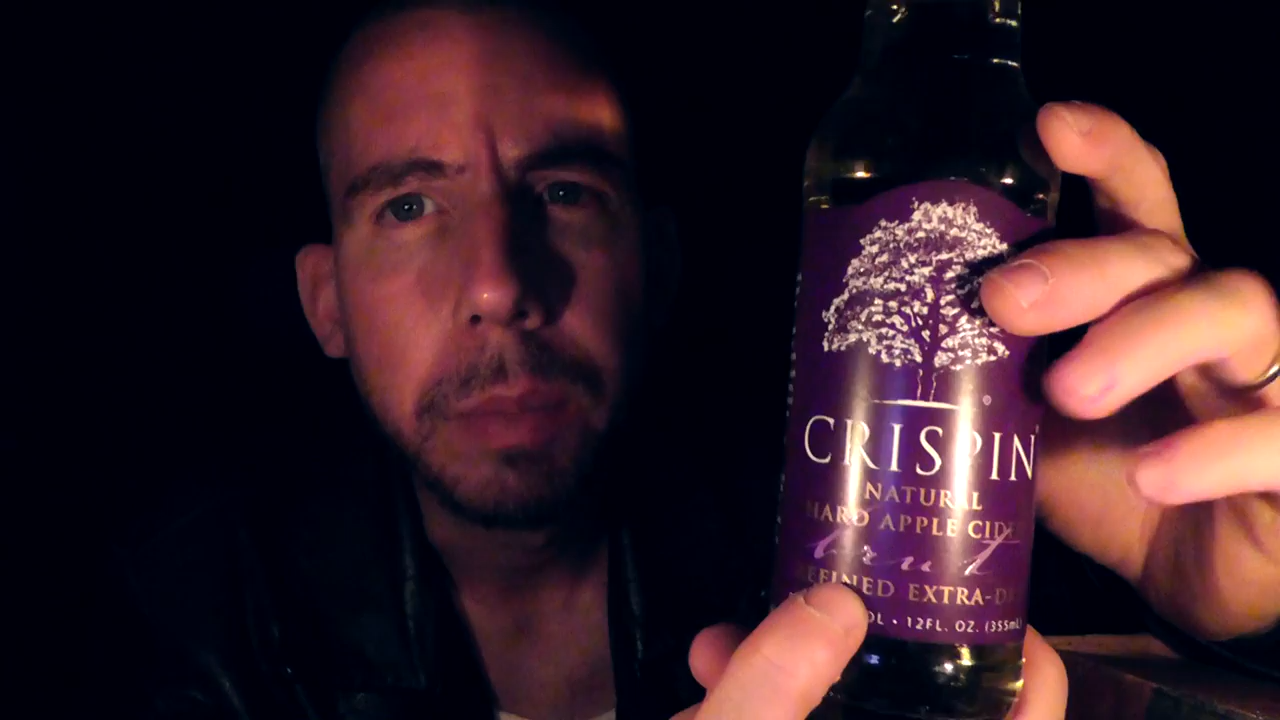 ®
CRISPIN
NATURAL
HARD APPLE CIDER
brut
REFINED EXTRA-DRY
12FL. OZ. (355mL)